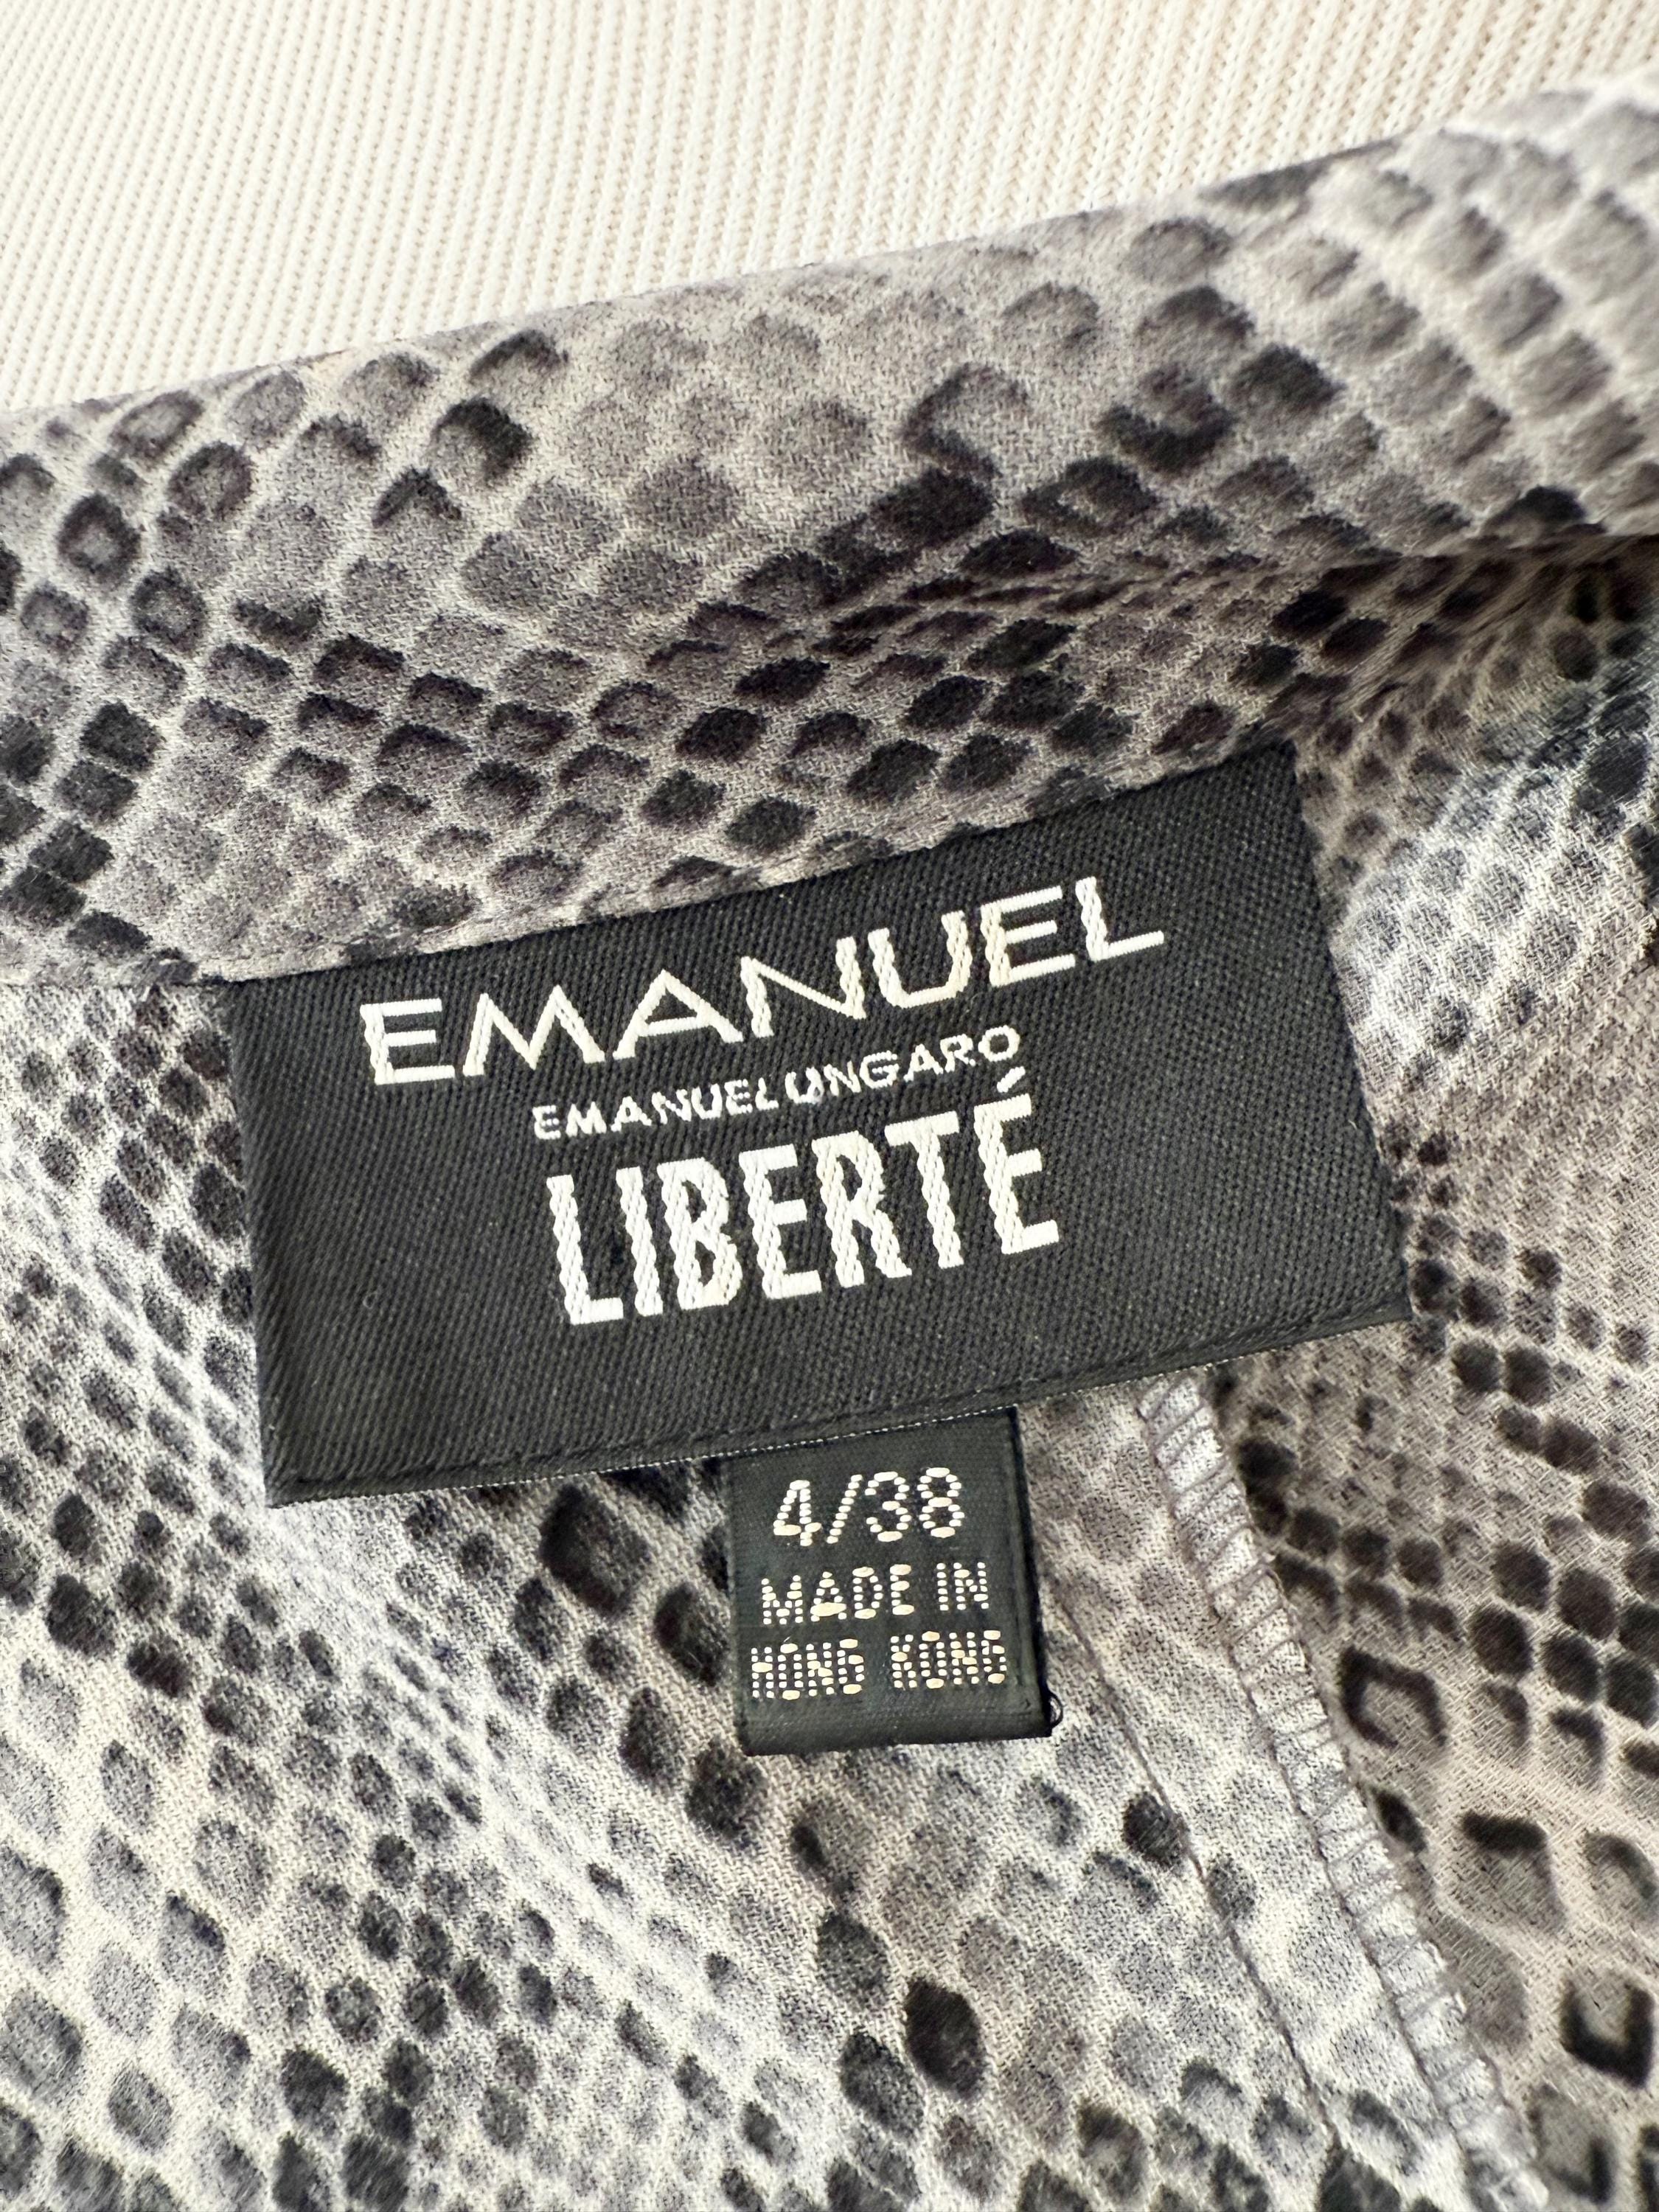 EMANUEL
EMANUEL UNGARO
LIBERTÉ
4/38
MADE IN
HONG KONG